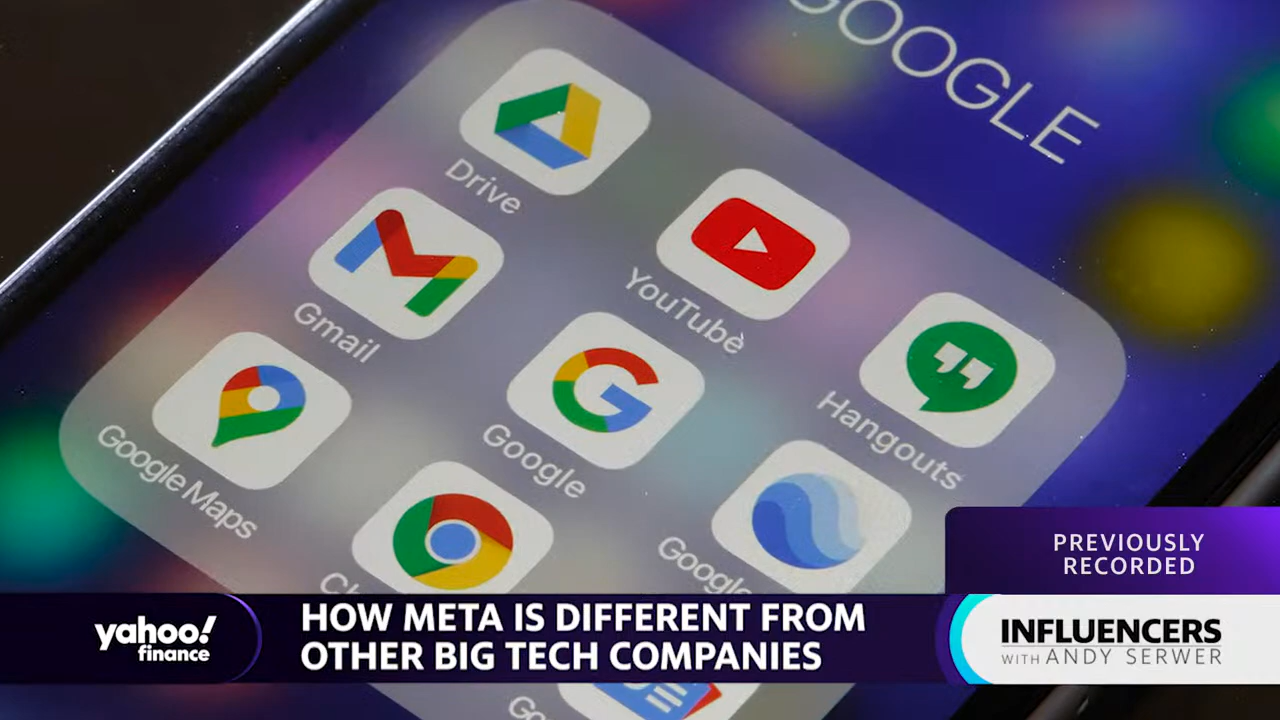 GOOGLE
Drive
YouTube
Hangouts
Gmail
Google
Google
Google Maps
PREVIOUSLY
RECORDED
yahoo!
finance
HOW META IS DIFFERENT FROM
OTHER BIG TECH COMPANIES
INFLUENCERS
WITH ANDY SERWER